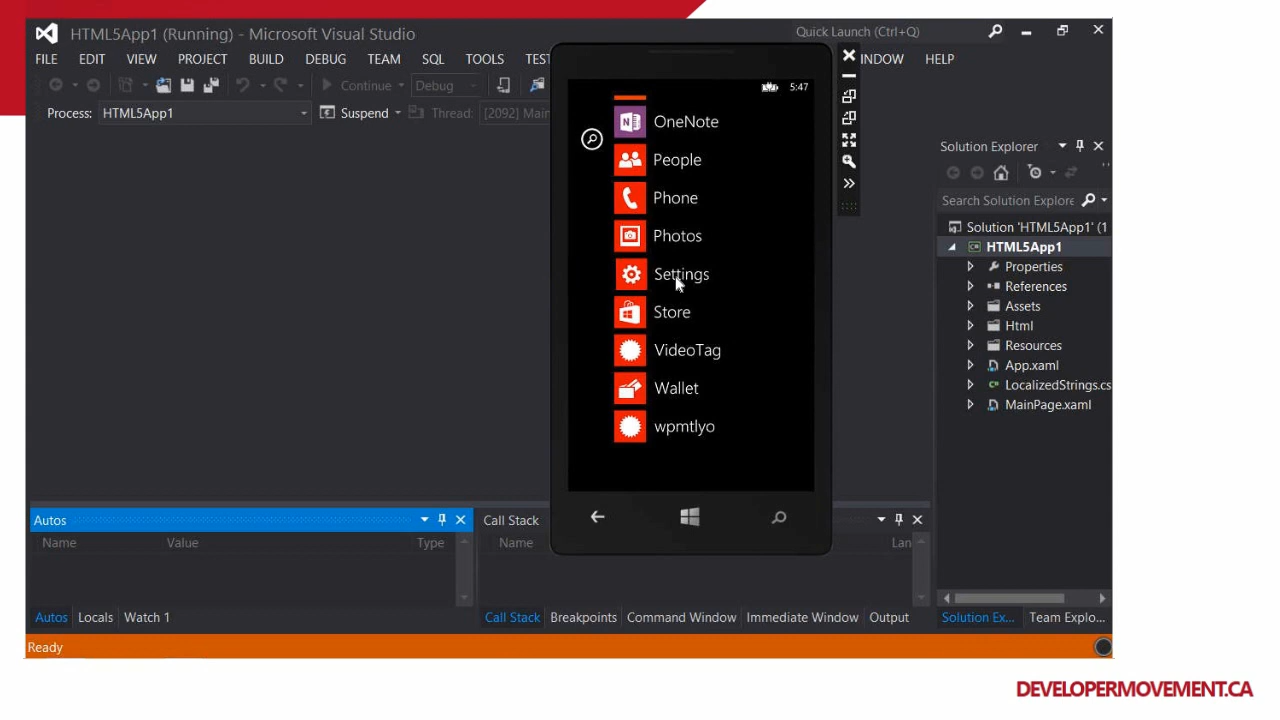 HTML5App1 (Running) - Microsoft Visual Studio
Quick Launch (Ctrl+Q)
FILE EDIT VIEW PROJECT BUILD DEBUG TEAM SQL TOOLS TEST
NDOW HELP
Continue Debug
Process: HTML5App1 Suspend Thread: [2092] Main
5:47
OneNote
People
Phone
Photos
Settings
Store
VideoTag
Wallet
wpmtlyo
Solution Explorer
Search Solution Explore
Solution 'HTML5App1' (1
HTML5App1
Properties
References
Assets
Html
Resources
App.xaml
LocalizedStrings.cs
MainPage.xaml
Autos
Name Value Type
Call Stack
Name Lan
Autos Locals Watch 1
Call Stack Breakpoints Command Window Immediate Window Output
Solution Ex... Team Explo...
Ready
DEVELOPERMOVEMENT.CA